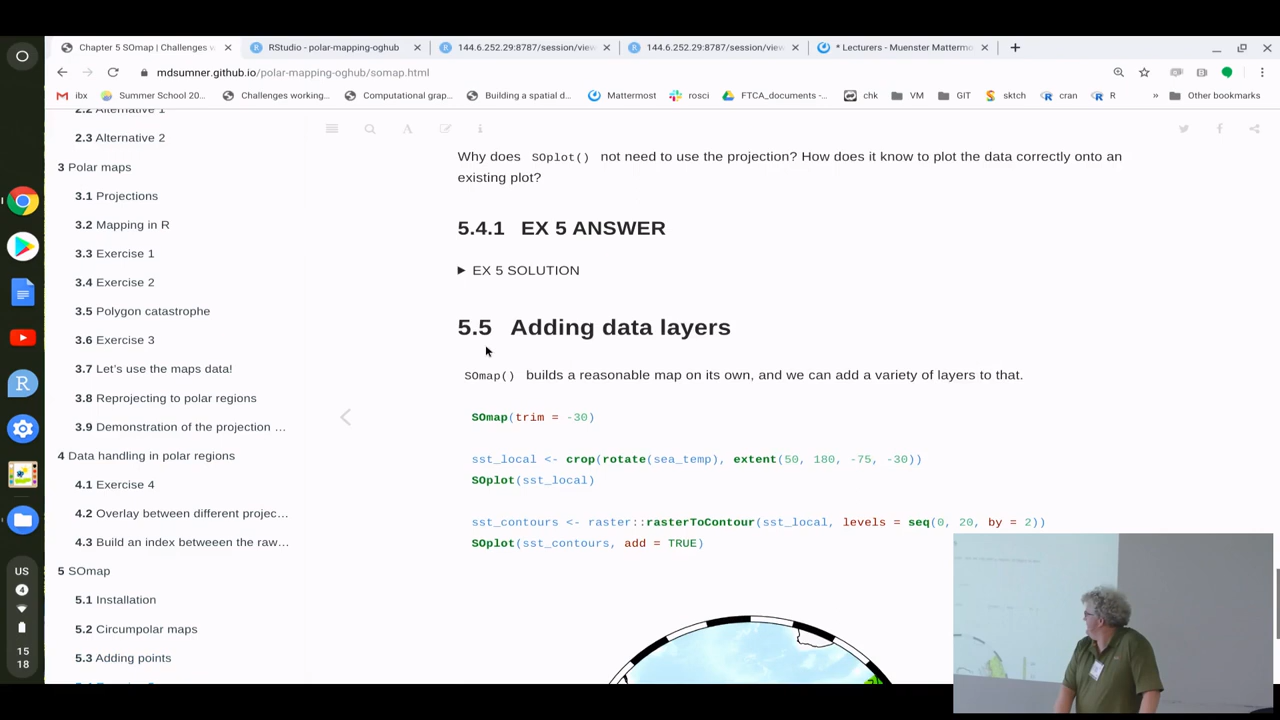 Chapter 5 SOmap | Challenges w
RStudio - polar-mapping-oghub
144.6.252.29:8787/session/view
144.6.252.29:8787/session/view
* Lecturers - Muenster Mattermo
mdsumner.github.io/polar-mapping-oghub/somap.html
ibx
Summer School 20...
Challenges working...
Computational grap...
Building a spatial d...
Mattermost
rosci
FTCA_documents -...
chk
VM
GIT
sktch
cran
R
»
Other bookmarks
2.2 Alternative 1
2.3 Alternative 2
3 Polar maps
3.1 Projections
3.2 Mapping in R
3.3 Exercise 1
3.4 Exercise 2
3.5 Polygon catastrophe
3.6 Exercise 3
3.7 Let's use the maps data!
3.8 Reprojecting to polar regions
3.9 Demonstration of the projection ...
4 Data handling in polar regions
4.1 Exercise 4
4.2 Overlay between different projec...
4.3 Build an index betweeen the raw...
5 SOmap
5.1 Installation
5.2 Circumpolar maps
5.3 Adding points
Why does SOplot() not need to use the projection? How does it know to plot the data correctly onto an
existing plot?
5.4.1 EX 5 ANSWER
EX 5 SOLUTION
5.5 Adding data layers
SOmap() builds a reasonable map on its own, and we can add a variety of layers to that.
SOmap(trim = -30)
sst_local <- crop(rotate(sea_temp), extent(50, 180, -75, -30))
SOplot(sst_local)
sst_contours <- raster::rasterToContour(sst_local, levels = seq(0, 20, by = 2))
SOplot(sst_contours, add = TRUE)
US
4
15
18